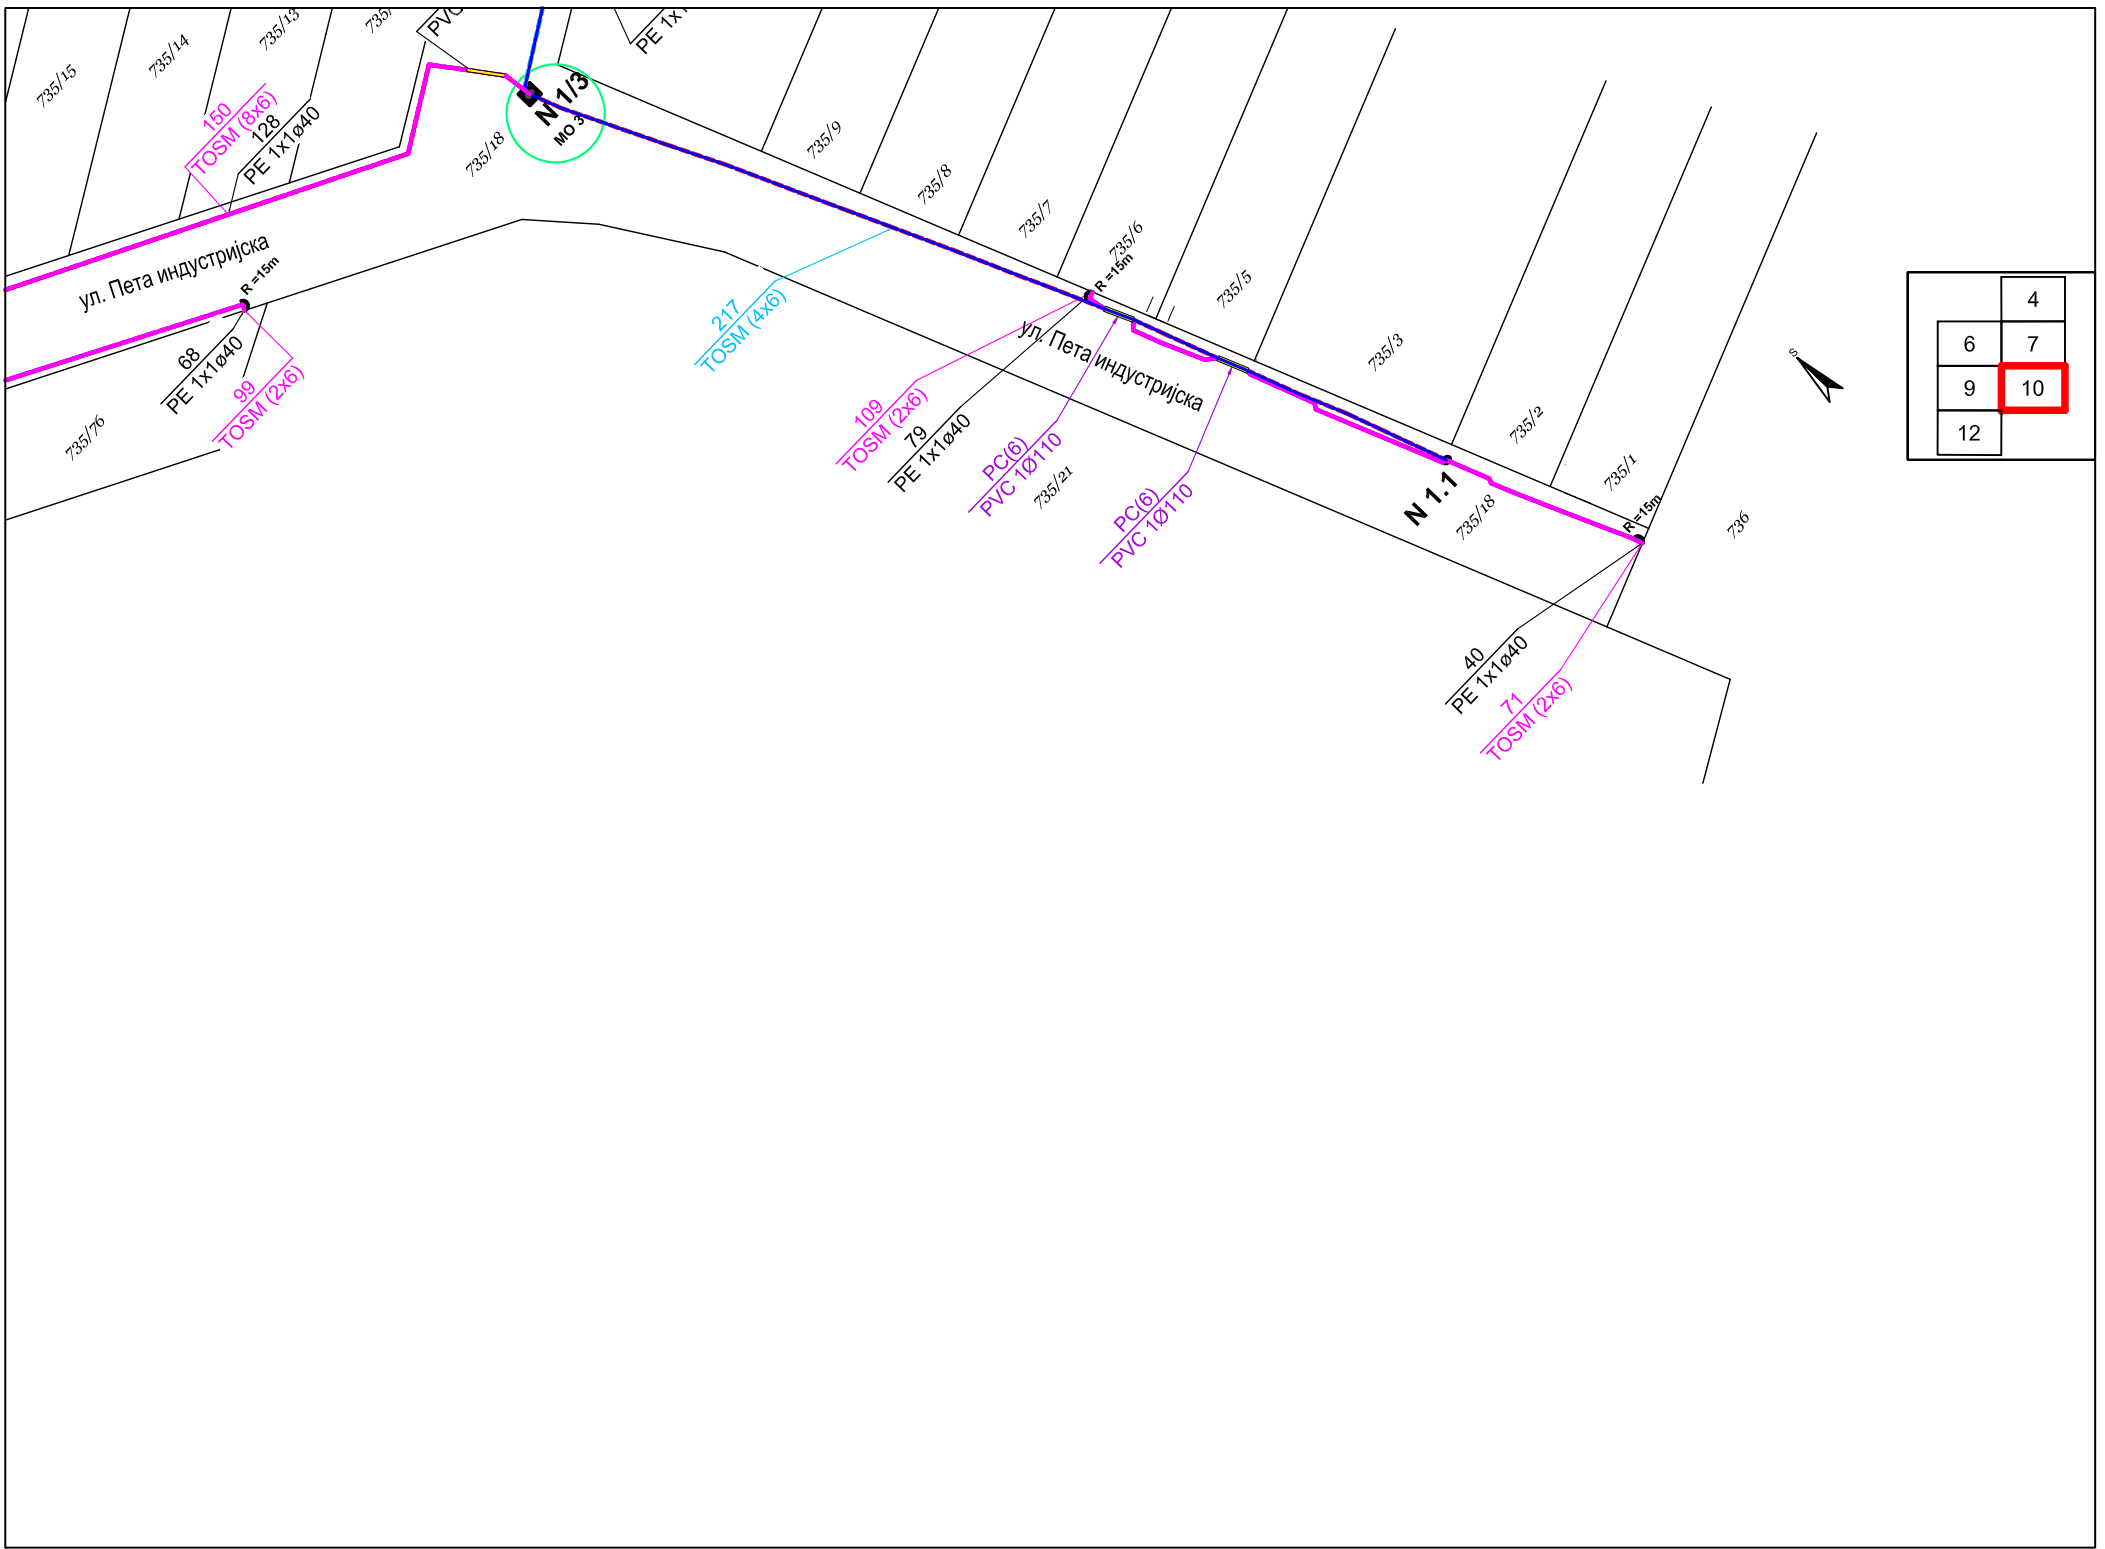 735/15
735/14
735/13
735/
PVC
PE 1x1
150
TOSM (8x6)
128
PE 1x1ø40
N 1/3
MO 3
735/18
735/9
735/8
735/7
735/6
R =15m
735/5
735/3
735/2
735/1
R =15m
736
ул. Пета индустријска
R =15m
68
PE 1x1ø40
99
TOSM (2x6)
735/76
217
TOSM (4x6)
ул. Пета индустријска
109
TOSM (2x6)
79
PE 1x1ø40
PC(6)
PVC 1Ø110
735/21
PC(6)
PVC 1Ø110
N 1.1
735/18
40
PE 1x1ø40
71
TOSM (2x6)
S
4
6 7
9 10
12